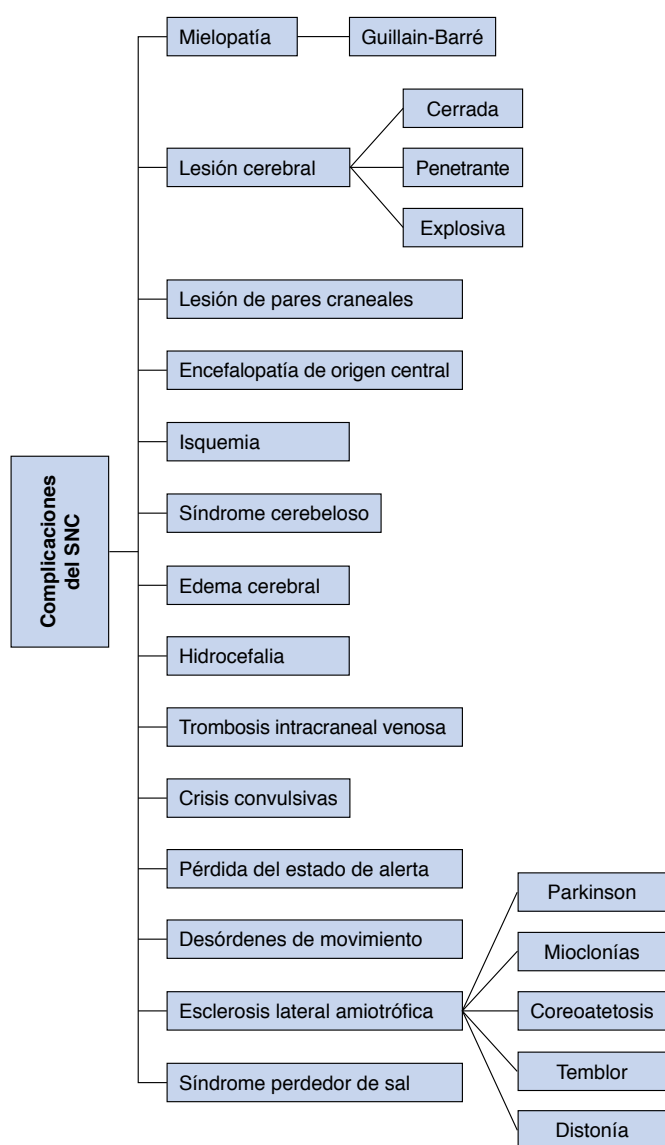 Complicaciones
del SNC
Mielopatía
Guillain-Barré
Lesión cerebral
Cerrada
Penetrante
Explosiva
Lesión de pares craneales
Encefalopatía de origen central
Isquemia
Síndrome cerebeloso
Edema cerebral
Hidrocefalia
Trombosis intracraneal venosa
Crisis convulsivas
Pérdida del estado de alerta
Desórdenes de movimiento
Esclerosis lateral amiotrófica
Parkinson
Mioclonías
Coreoatetosis
Temblor
Distonía
Síndrome perdedor de sal